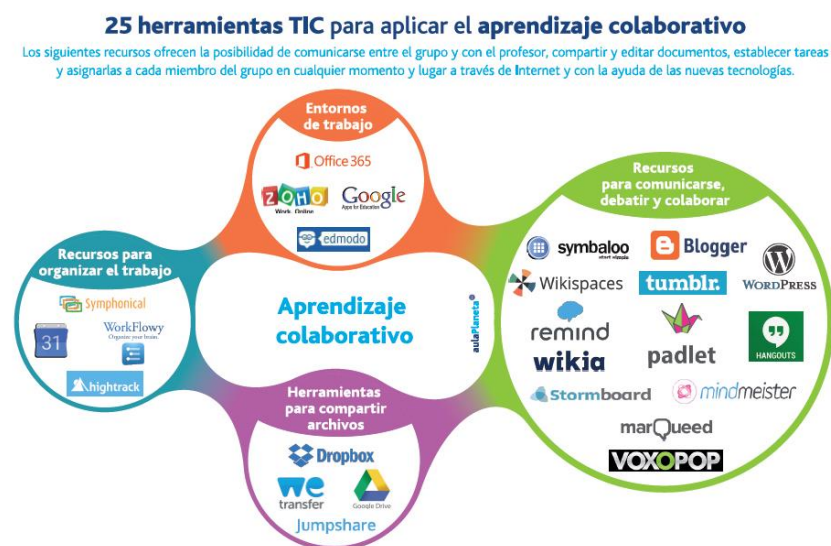 25 herramientas TIC para aplicar el aprendizaje colaborativo
Los siguientes recursos ofrecen la posibilidad de comunicarse entre el grupo y con el profesor, compartir y editar documentos, establecer tareas
y asignarlas a cada miembro del grupo en cualquier momento y lugar a través de Internet y con la ayuda de las nuevas tecnologías.
Entornos
de trabajo
Office 365
ZOHO
Work. Online
Google
Apps for Education
edmodo
Recursos para
organizar el trabajo
Symphonical
31
WorkFlowy
Organize your brain.
hightrack
Aprendizaje
colaborativo
aulaPlaneta
Herramientas
para compartir
archivos
Dropbox
we
transfer
Google Drive
Jumpshare
Recursos
para comunicarse,
debatir y colaborar
symbaloo
start simple
Blogger
WORDPRESS
Wikispaces
tumblr.
remind
padlet
HANGOUTS
wikia
Stormboard
mindmeister
marQueed
VOXOPOP